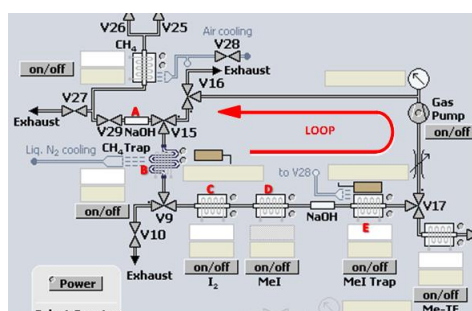 V26 V25
CH4
Air cooling
V28
on/off
Exhaust
V16
V27
Exhaust
A
V29 NaOH V15
LOOP
Gas
Pump
on/off
CH4 Trap
Liq. N2 cooling
B
to V28
C D
V9
NaOH
E
V17
on/off
V10
Exhaust
on/off on/off on/off on/off
I2 MeI MeI Trap
Power